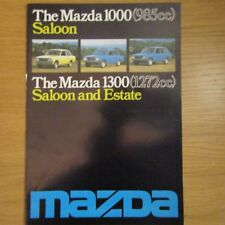 The Mazda 1000 (985cc)
Saloon
The Mazda 1300 (1272cc)
Saloon and Estate
mazda